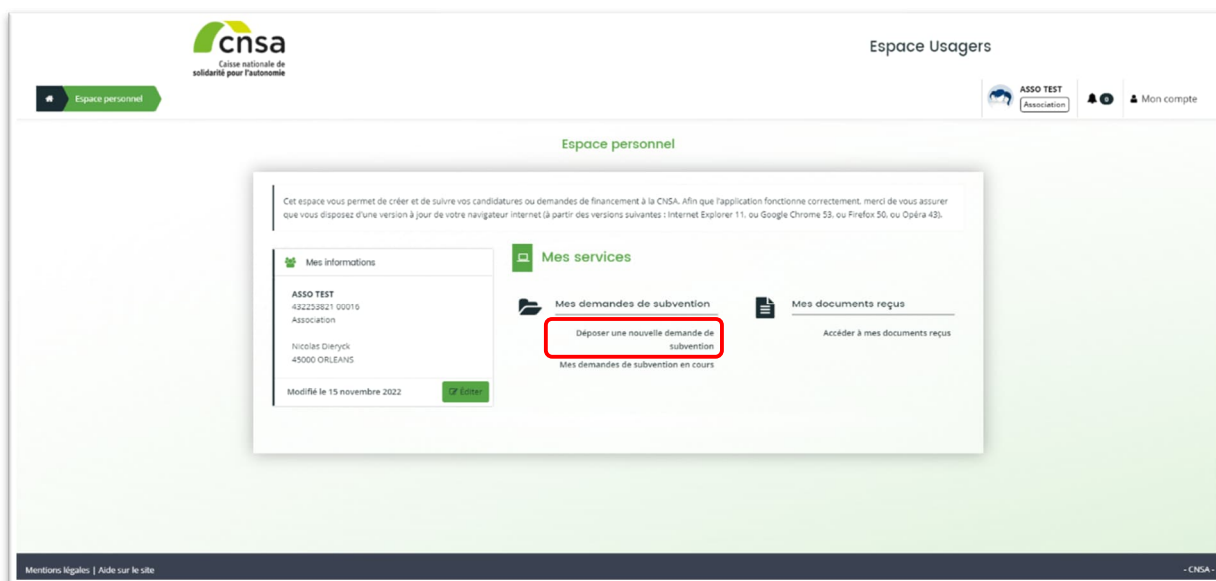 cnsa
Caisse nationale de
solidarité pour l'autonomie
Espace Usagers
Espace personnel
ASSO TEST
Association
0
Mon compte
Espace personnel
Cet espace vous permet de créer et de suivre vos candidatures ou demandes de financement à la CNSA. Afin que l'application fonctionne correctement, merci de vous assurer
que vous disposez d'une version à jour de votre navigateur internet (à partir des versions suivantes : Internet Explorer 11, ou Google Chrome 53, ou Firefox 50, ou Opéra 43).
Mes informations
ASSO TEST
432253821 00016
Association
Nicolas Dieryck
45000 ORLEANS
Modifié le 15 novembre 2022
Éditer
Mes services
Mes demandes de subvention
Déposer une nouvelle demande de
subvention
Mes demandes de subvention en cours
Mes documents reçus
Accéder à mes documents reçus
Mentions légales | Aide sur le site
- CNSA -